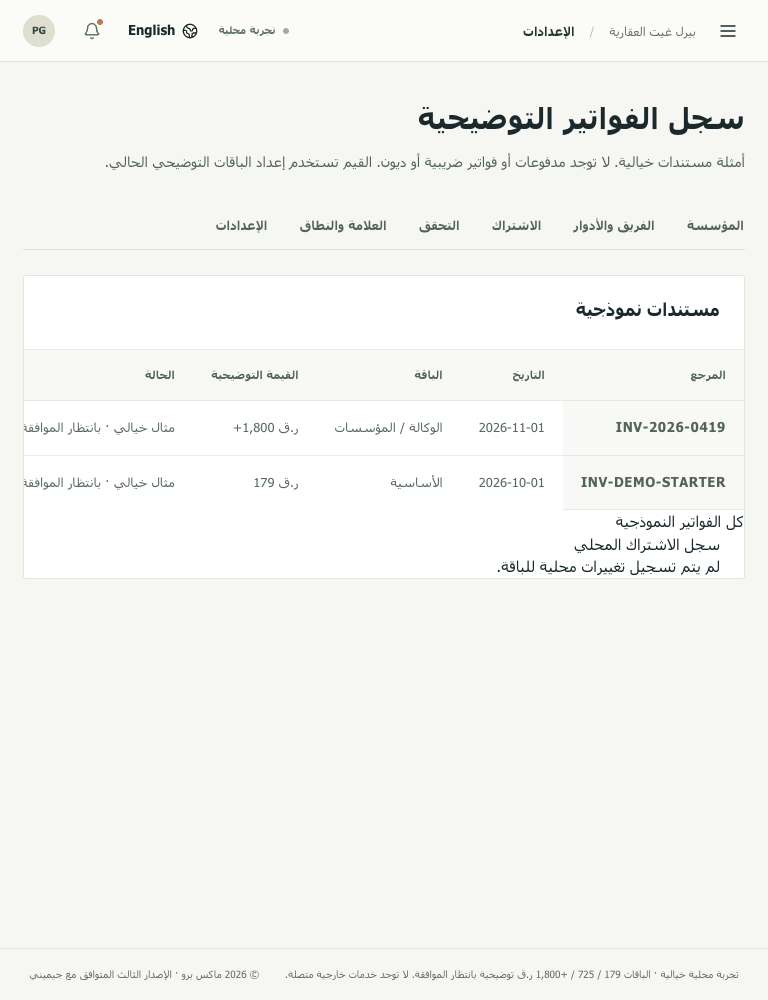 بيرل غيت العقارية / الإعدادات
تجربة محلية
English
PG
سجل الفواتير التوضيحية
أمثلة مستندات خيالية. لا توجد مدفوعات أو فواتير ضريبية أو ديون. القيم تستخدم إعداد الباقات التوضيحي الحالي.
المؤسسة الفريق والأدوار الاشتراك التحقق العلامة والنطاق الإعدادات
مستندات نموذجية
المرجع التاريخ الباقة القيمة التوضيحية الحالة
INV-2026-0419 2026-11-01 الوكالة / المؤسسات ر.ق 1,800+ مثال خيالي · بانتظار الموافقة
INV-DEMO-STARTER 2026-10-01 الأساسية ر.ق 179 مثال خيالي · بانتظار الموافقة
كل الفواتير النموذجية
سجل الاشتراك المحلي
لم يتم تسجيل تغييرات محلية للباقة.
تجربة محلية خيالية · الباقات 179 / 725 / 1,800+ ر.ق توضيحية بانتظار الموافقة. لا توجد خدمات خارجية متصلة.
© 2026 ماكس برو · الإصدار الثالث المتوافق مع جيميني